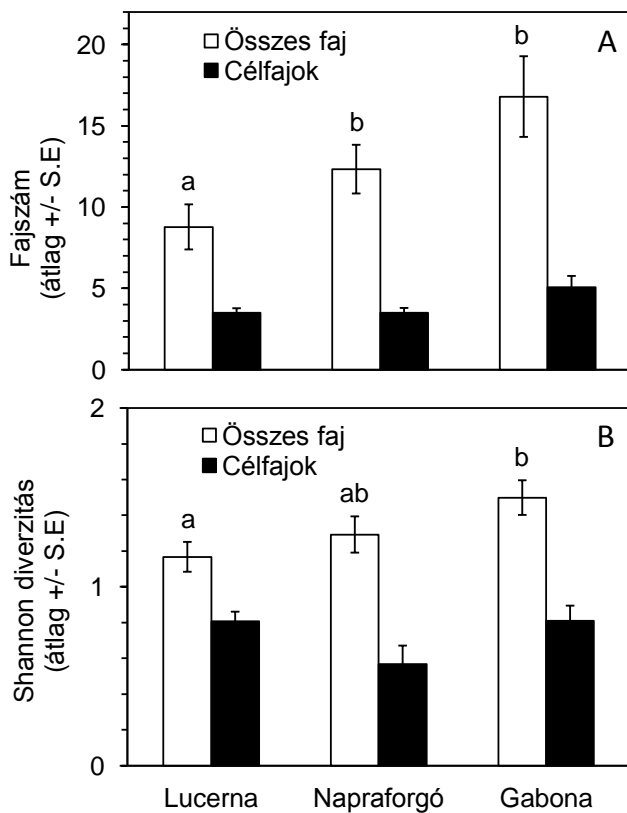 Összes faj
Célfajok
A
20
15
10
5
0
Fajszám
(átlag +/- S.E)
a
b
b
Összes faj
Célfajok
B
2
1
0
Shannon diverzitás
(átlag +/- S.E)
a
ab
b
Lucerna Napraforgó Gabona